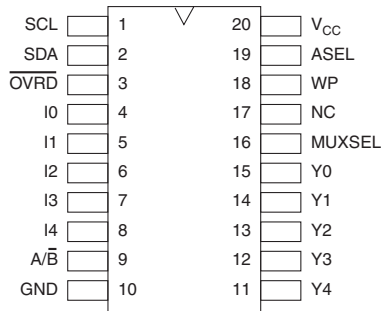 SCL 1 20 VCC
SDA 2 19 ASEL
OVRD 3 18 WP
I0 4 17 NC
I1 5 16 MUXSEL
I2 6 15 Y0
I3 7 14 Y1
I4 8 13 Y2
A/B̅ 9 12 Y3
GND 10 11 Y4